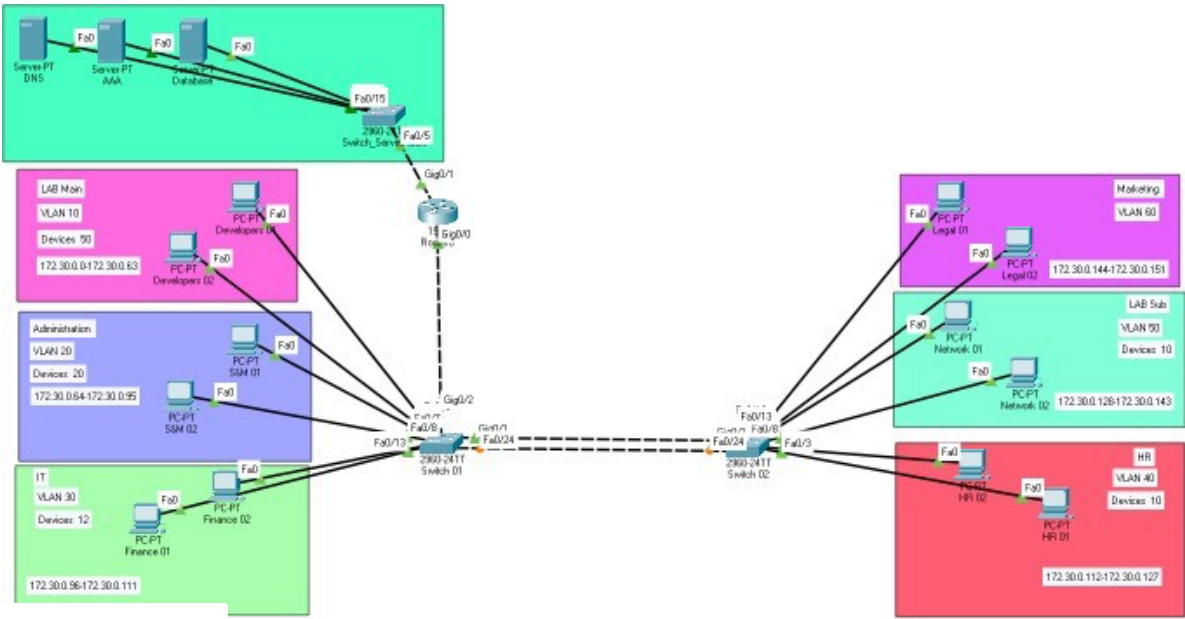 Fa0
Fa0
Fa0
Server-PT
DNS
Server-PT
AAA
Server-PT
Database
Fa0/15
Fa0/5
Gig0/1
Gig0/0
LAB Main
VLAN 10
Devices 50
172.30.0.0-172.30.0.63
PC-PT
Fa0
Fa0
PC-PT
Developers 02
Administration
VLAN 20
Devices: 20
172.30.0.64-172.30.0.95
Fa0
PC-PT
S&M 01
Fa0
PC-PT
S&M 02
IT
VLAN 30
Devices: 12
Fa0
PC-PT
Finance 02
Fa0
PC-PT
Finance 01
172.30.0.96-172.30.0.111
Gig0/2
Fa0/8
Fa0/13
Gig0/1
Fa0/24
2960-24TT
Switch 01
Fa0/13
Fa0/8
Fa0/24
Fa0/3
2960-24TT
Switch 02
Marketing
VLAN 60
172.30.0.144-172.30.0.151
Fa0
PC-PT
Legal 01
Fa0
PC-PT
Legal 02
LAB Sub
VLAN 50
Devices: 10
172.30.0.128-172.30.0.143
Fa0
PC-PT
Network 01
Fa0
PC-PT
Network 02
HR
VLAN 40
Devices: 10
172.30.0.112-172.30.0.127
Fa0
HR 02
Fa0
PC-PT
HR 01